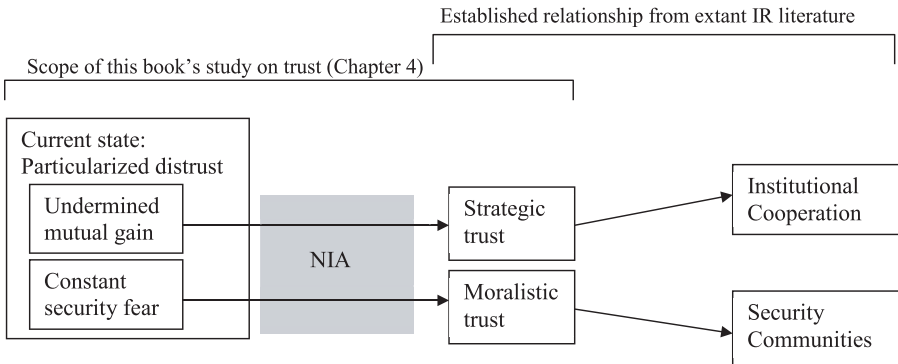 Established relationship from extant IR literature
Scope of this book's study on trust (Chapter 4)
Current state:
Particularized distrust
Undermined
mutual gain
Constant
security fear
NIA
Strategic
trust
Moralistic
trust
Institutional
Cooperation
Security
Communities